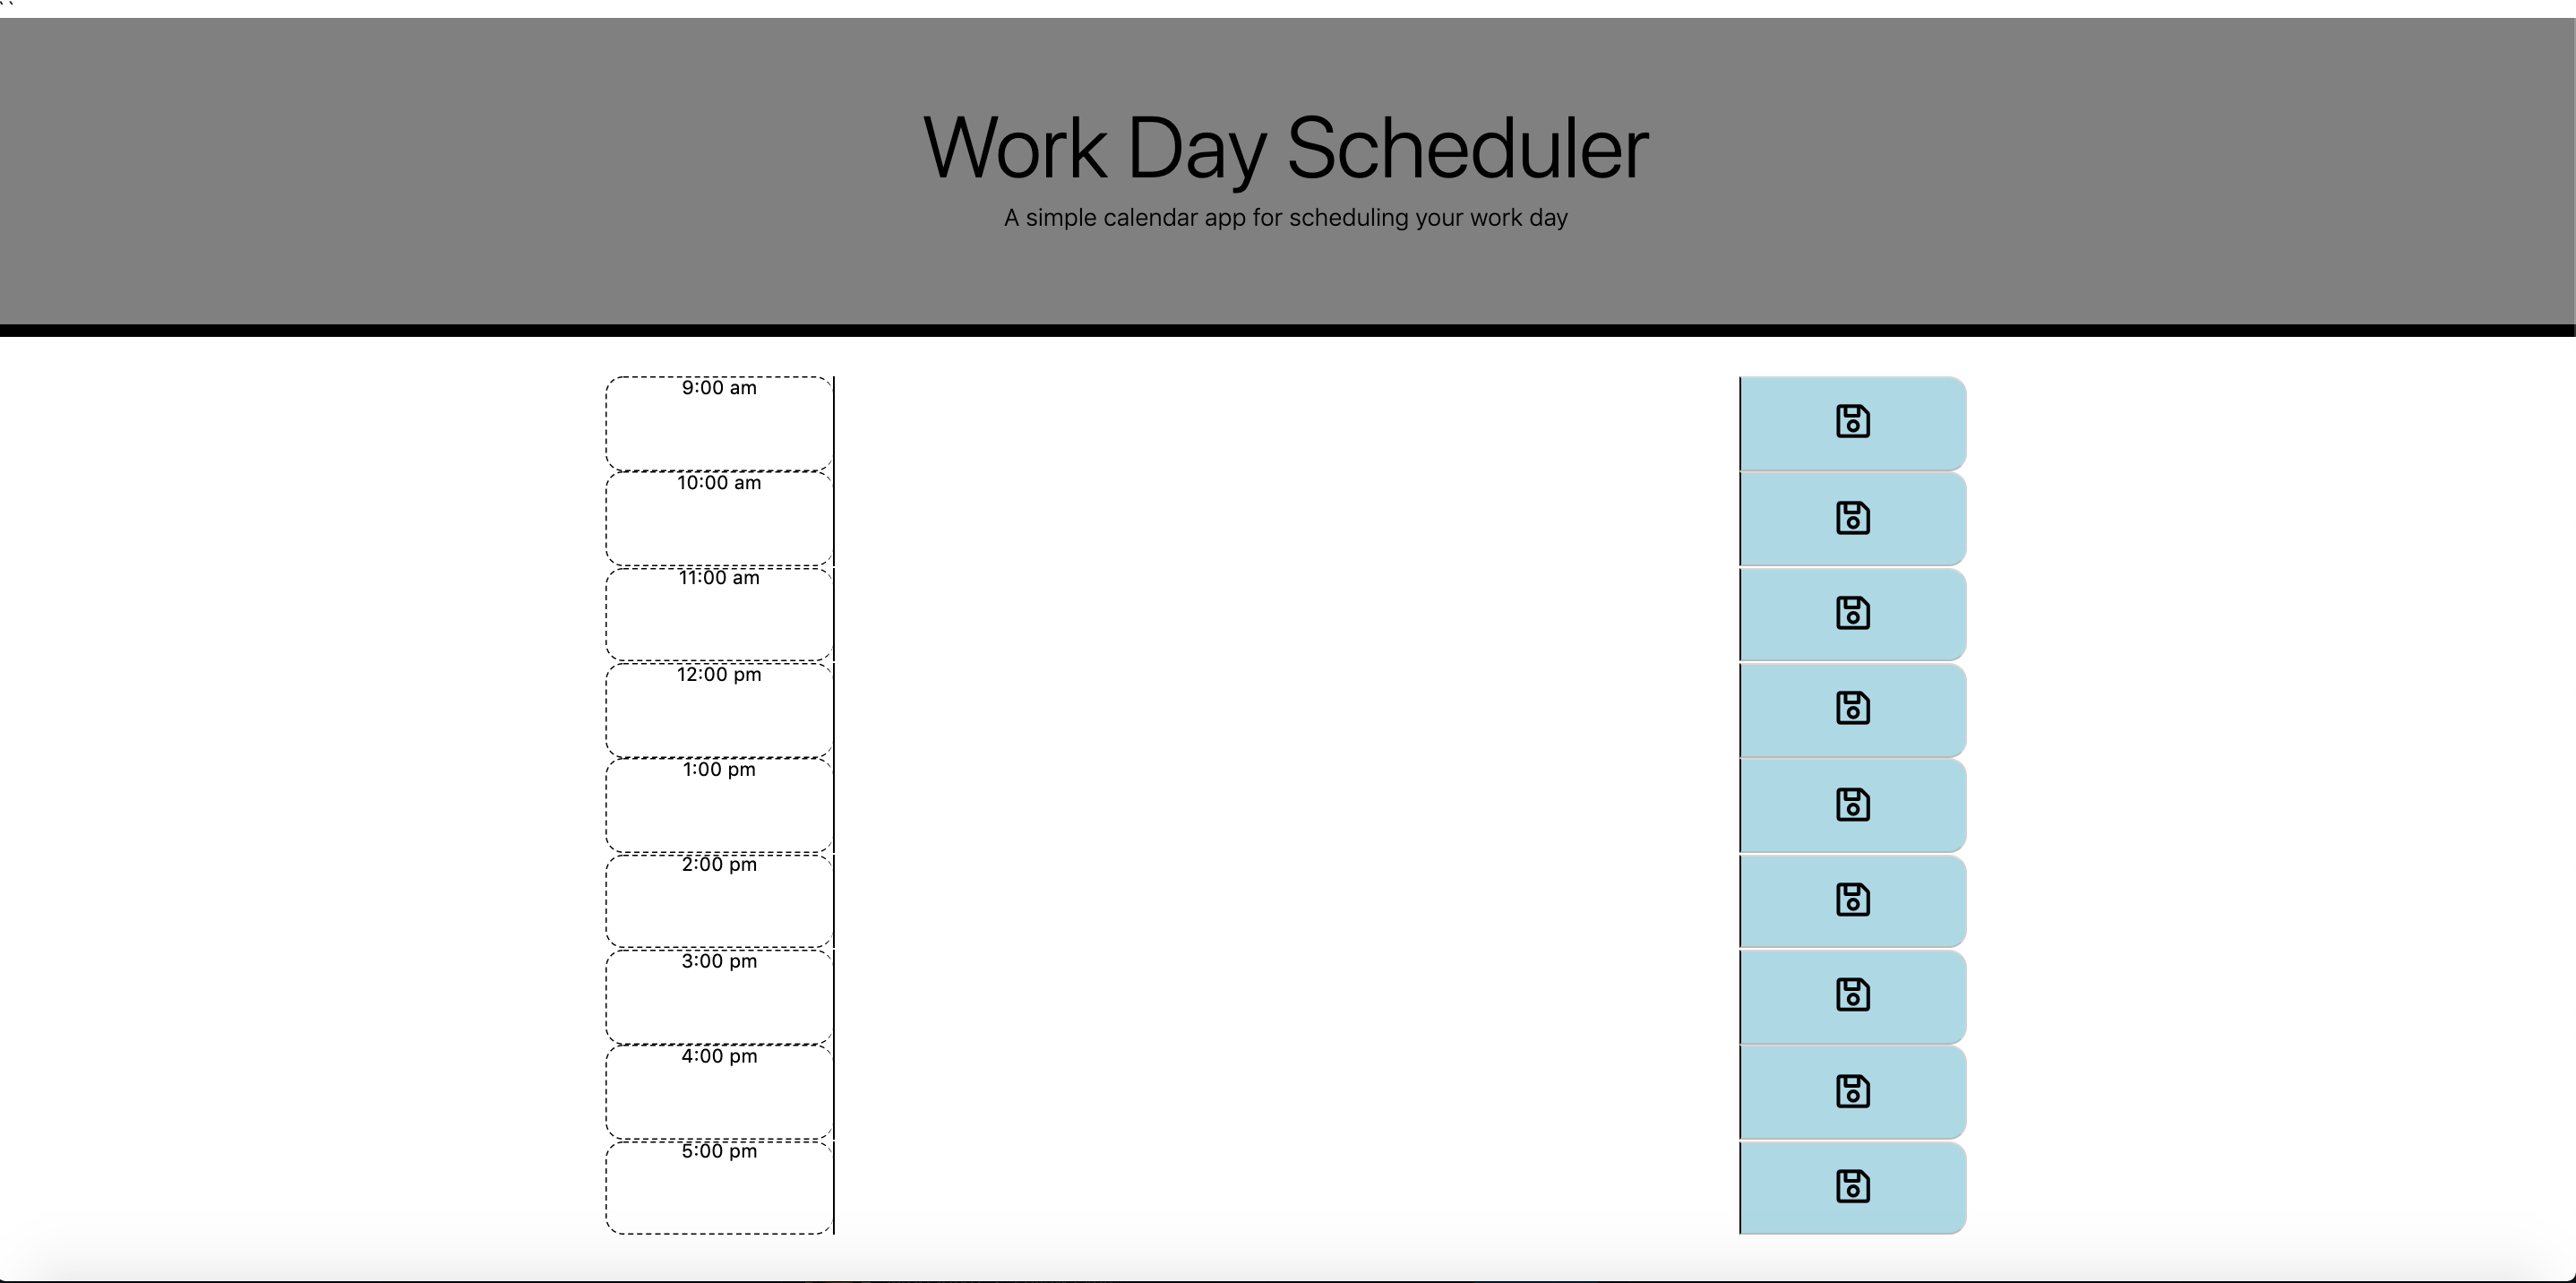 Work Day Scheduler
A simple calendar app for scheduling your work day
9:00 am
10:00 am
11:00 am
12:00 pm
1:00 pm
2:00 pm
3:00 pm
4:00 pm
5:00 pm